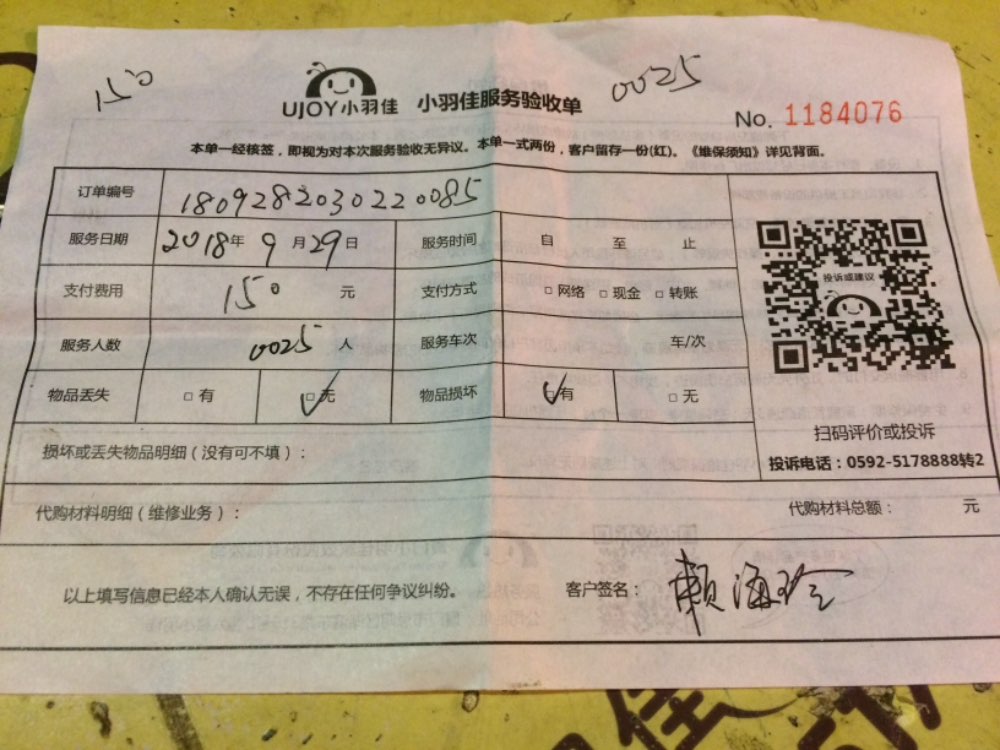 150
0025
UJOY小羽佳 小羽佳服务验收单
No. 1184076
本单一经核签，即视为对本次服务验收无异议。本单一式两份，客户留存一份(红)。《维保须知》详见背面。
订单编号 1809282030220085
服务日期 2018年 9月 29日 服务时间 自 至 止
投诉或建议
支付费用 150 元 支付方式 □网络 □现金 □转账
服务人数 0025 人 服务车次 车/次
物品丢失 □有 ☑无 物品损坏 ☑有 □无
扫码评价或投诉
损坏或丢失物品明细（没有可不填）：
投诉电话：0592-5178888转2
代购材料明细（维修业务）： 代购材料总额： 元
以上填写信息已经本人确认无误，不存在任何争议纠纷。 客户签名：赖海珍